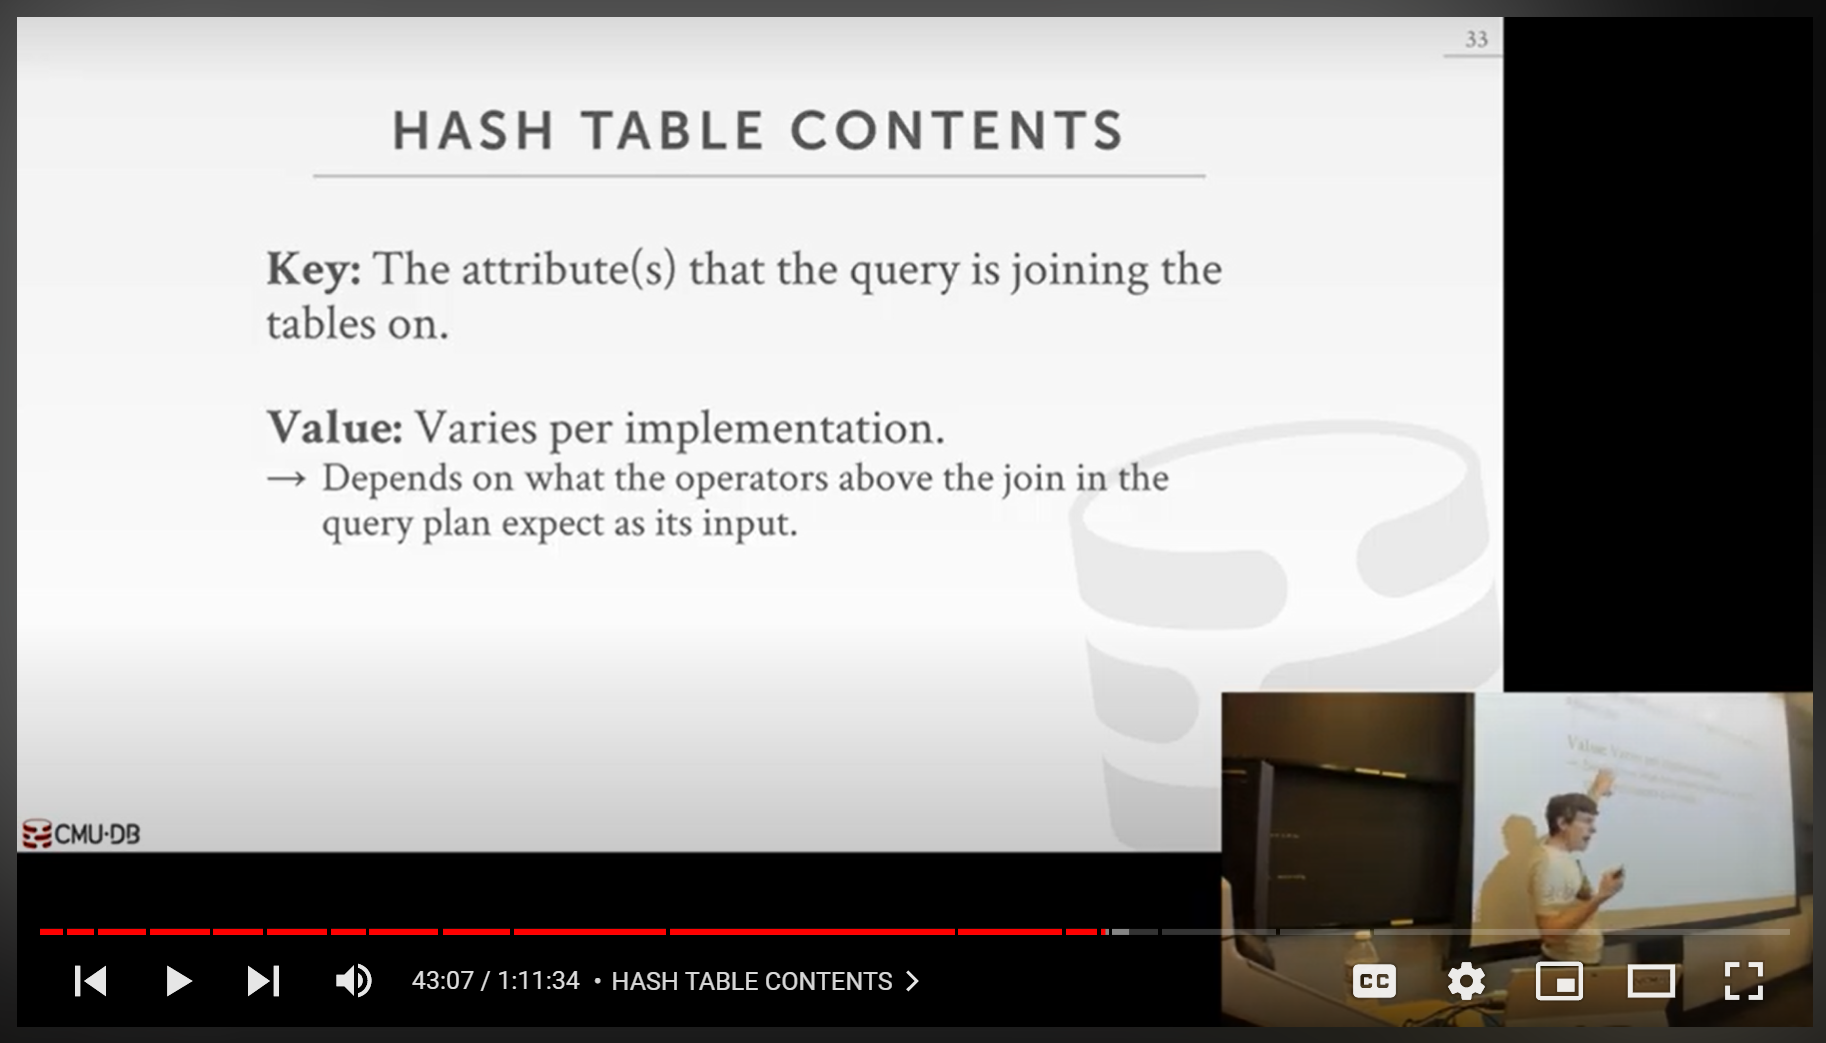 33
HASH TABLE CONTENTS
Key: The attribute(s) that the query is joining the
tables on.
Value: Varies per implementation.
→ Depends on what the operators above the join in the
query plan expect as its input.
CMU·DB
Value:
43:07 / 1:11:34 • HASH TABLE CONTENTS
CC